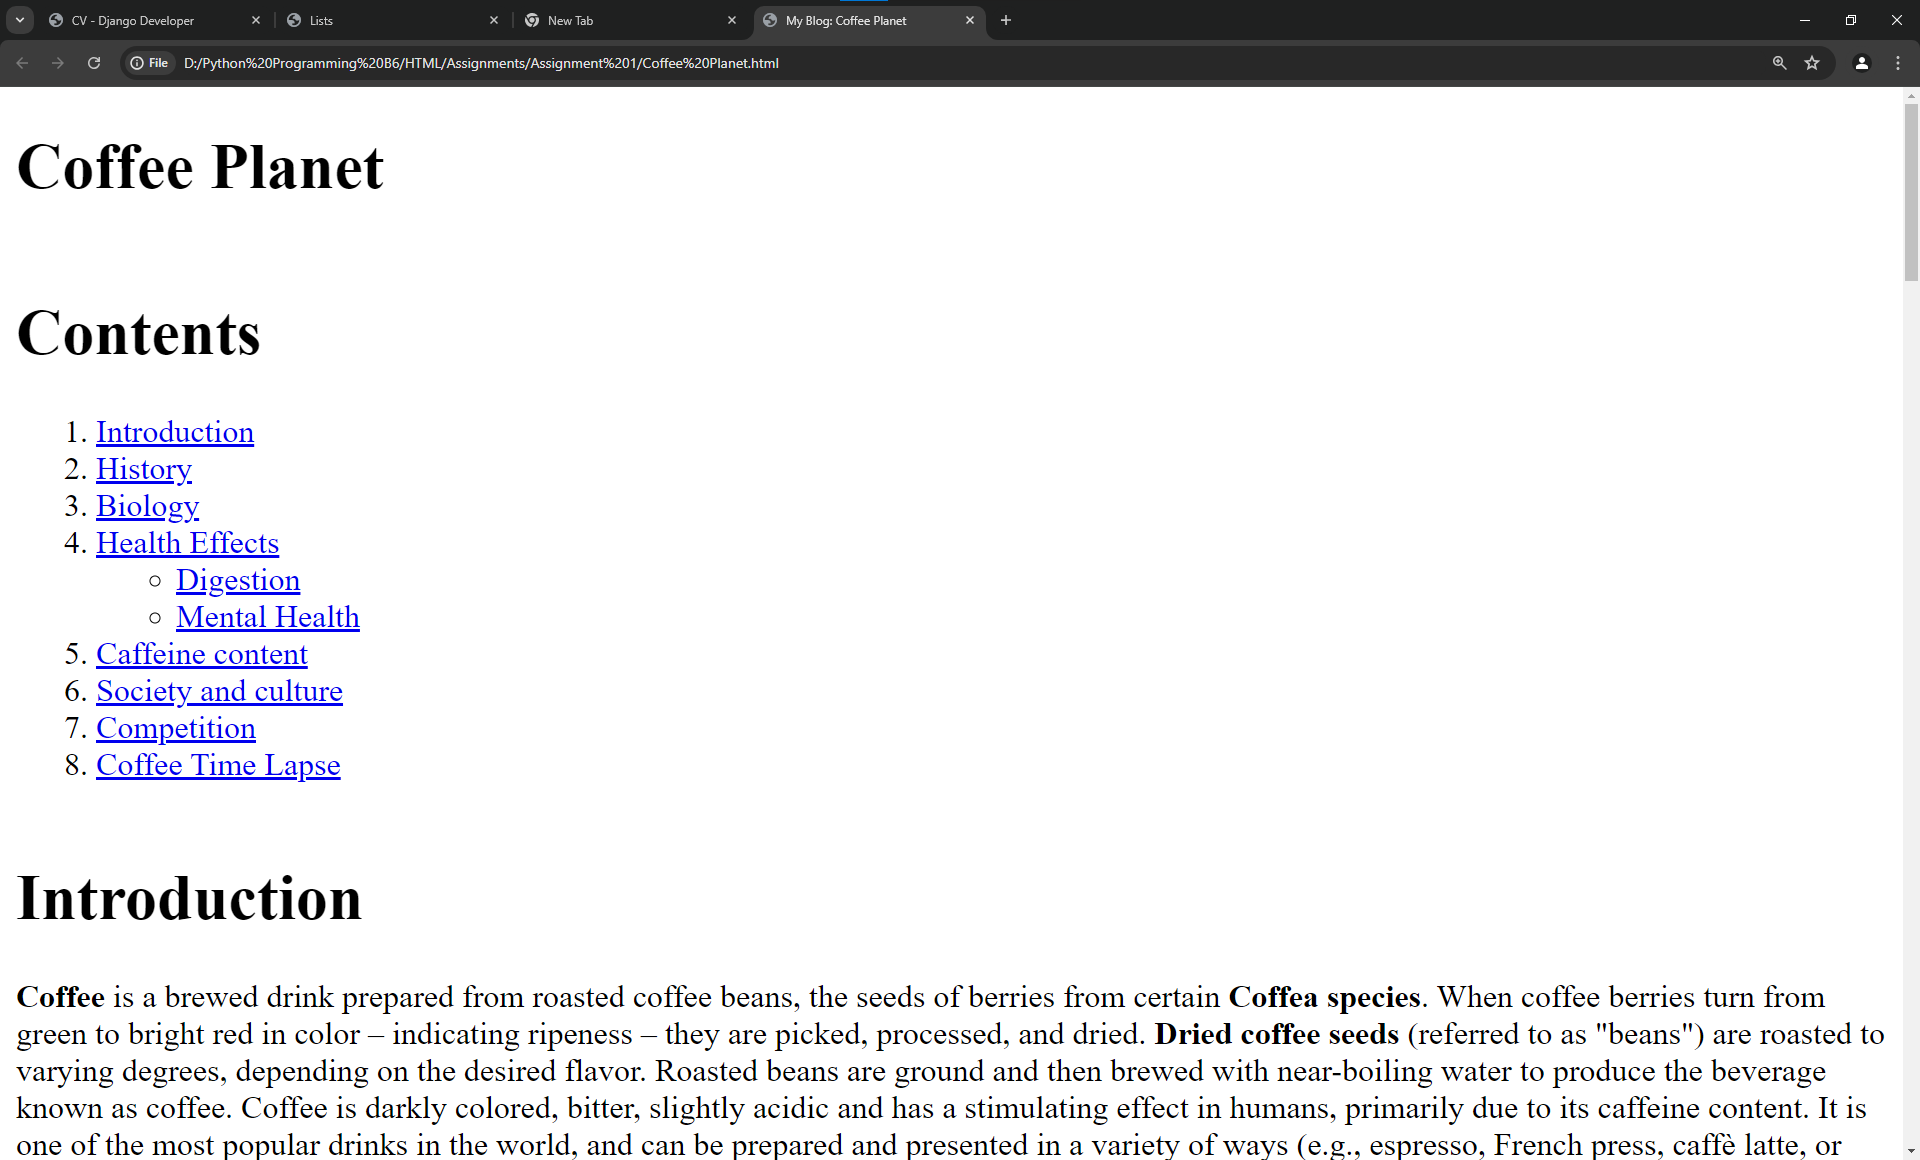 CV - Django Developer
Lists
New Tab
My Blog: Coffee Planet
File
D:/Python%20Programming%20B6/HTML/Assignments/Assignment%201/Coffee%20Planet.html
Coffee Planet
Contents
1. Introduction
2. History
3. Biology
4. Health Effects
Digestion
Mental Health
5. Caffeine content
6. Society and culture
7. Competition
8. Coffee Time Lapse
Introduction
Coffee is a brewed drink prepared from roasted coffee beans, the seeds of berries from certain Coffea species. When coffee berries turn from
green to bright red in color – indicating ripeness – they are picked, processed, and dried. Dried coffee seeds (referred to as "beans") are roasted to
varying degrees, depending on the desired flavor. Roasted beans are ground and then brewed with near-boiling water to produce the beverage
known as coffee. Coffee is darkly colored, bitter, slightly acidic and has a stimulating effect in humans, primarily due to its caffeine content. It is
one of the most popular drinks in the world, and can be prepared and presented in a variety of ways (e.g., espresso, French press, caffè latte, or